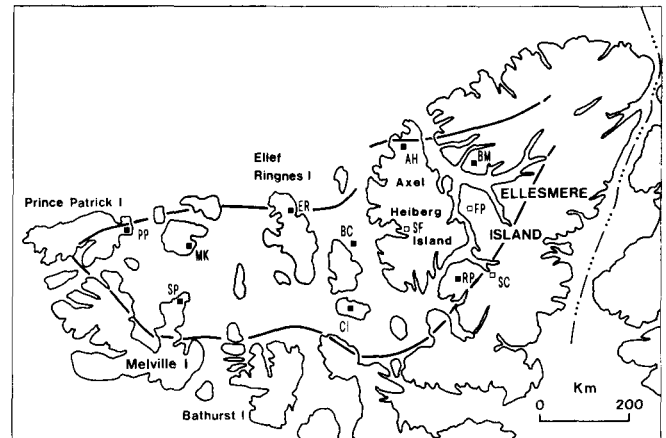 Ellef
Ringnes I
Prince Patrick I
AH
BM
Axel
ELLESMERE
ER
FP
PP
Heiberg
ISLAND
BC
SF
MK
Island
RP
SC
SP
CI
Melville I
Km
Bathurst I
0 200